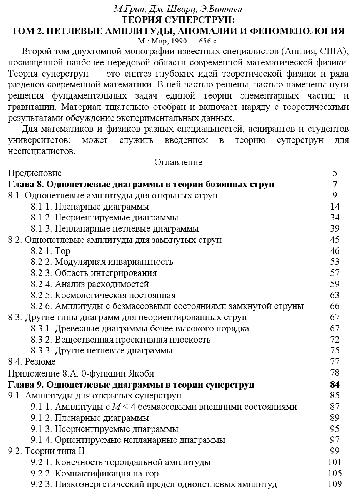 М.Грин, Дж. Шварц, Э.Виттен
ТЕОРИЯ СУПЕРСТРУН:
ТОМ 2. ПЕТЛЕВЫЕ АМПЛИТУДЫ, АНОМАЛИИ И ФЕНОМЕНОЛОГИЯ
М.: Мир, 1990. - 656 с.
Второй том двухтомной монографии известных специалистов (Англия, США),
посвященной наиболее передовой области современной математической физики.
Теория суперструн - это синтез глубоких идей теоретической физики и ряда
разделов современной математики. В ней частью решены, частью намечены пути
решения фундаментальных задач единой теории элементарных частиц и
гравитации. Материал тщательно отобран и включает наряду с теоретическими
результатами обсуждение экспериментальных данных.
Для математиков и физиков разных специальностей, аспирантов и студентов
университетов; может служить введением в теорию суперструн для
неспециалистов.
Оглавление
Предисловие 5
Глава 8. Однопетлевые диаграммы в теории бозонных струн 7
8.1. Однопетлевые амплитуды для открытых струн 9
8.1.1. Планарные диаграммы 14
8.1.2. Неориентируемые диаграммы 34
8.1.3. Непланарные петлевые диаграммы 39
8.2. Однопетлевые амплитуды для замкнутых струн 45
8.2.1. Тор 46
8.2.2. Модулярная инвариантность 53
8.2.3. Область интегрирования 57
8.2.4. Анализ расходимостей 59
8.2.5. Космологическая постоянная 63
8.2.6. Амплитуды с безмассовыми состояниями замкнутой струны 66
8.3. Другие типы диаграмм для неориентированных струн 67
8.3.1. Древесные диаграммы более высокого порядка 67
8.3.2. Вещественная проективная плоскость 72
8.3.3. Другие петлевые диаграммы 75
8.4. Резюме 77
Приложение 8.А. θ-функции Якоби 78
Глава 9. Однопетлевые диаграммы в теории суперструн 84
9.1. Амплитуды для открытых суперструн 85
9.1.1. Амплитуды с M < 4 безмассовыми внешними состояниями 87
9.1.2. Планарные диаграммы 89
9.1.3. Неориентируемые диаграммы 95
9.1.4. Ориентируемые непланарные диаграммы 97
9.2. Теории типа II 99
9.2.1. Конечность тороидальной амплитуды 101
9.2.2. Компактификация на тор 105
9.2.3. Низкоэнергетический предел однопетлевых амплитуд 109